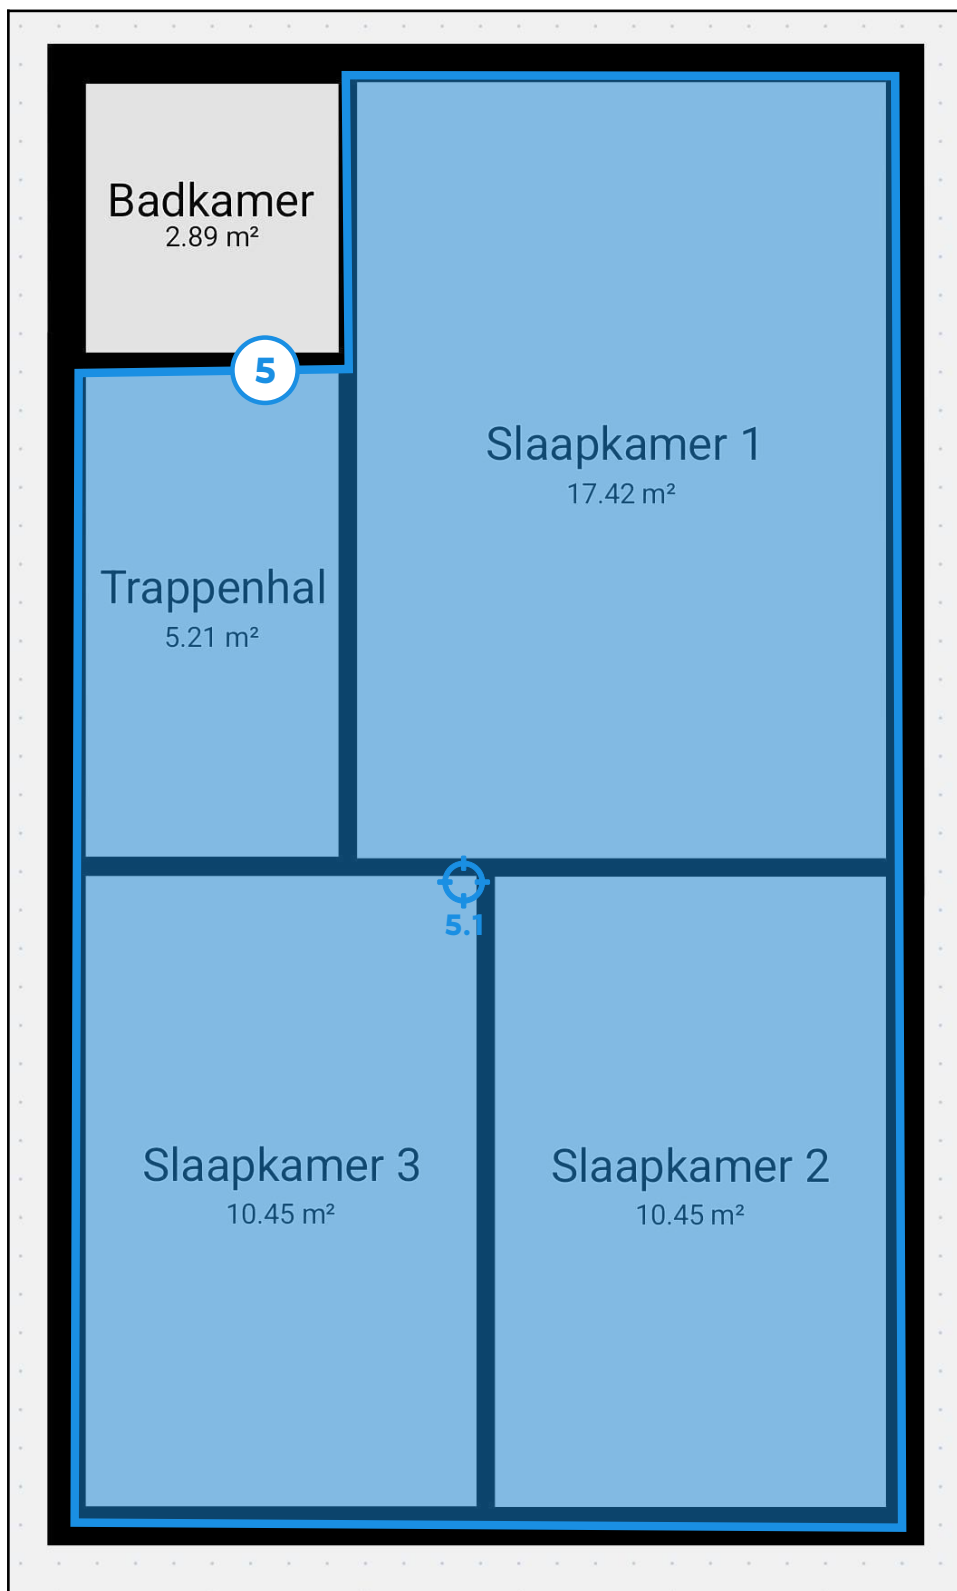 Badkamer
2.89 m²
5
Slaapkamer 1
17.42 m²
Trappenhal
5.21 m²
5.1
Slaapkamer 3
10.45 m²
Slaapkamer 2
10.45 m²